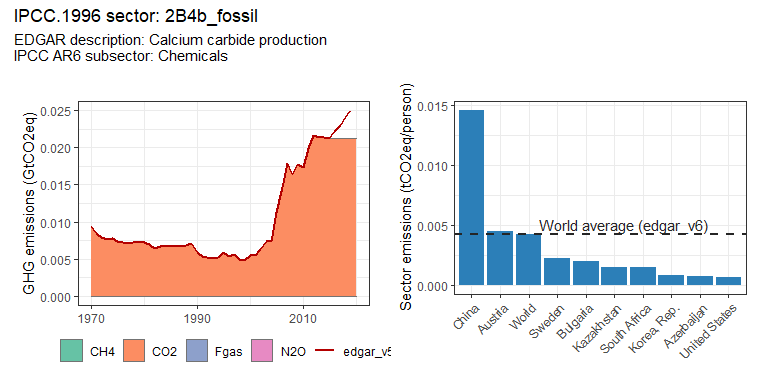 IPCC.1996 sector: 2B4b_fossil
EDGAR description: Calcium carbide production
IPCC AR6 subsector: Chemicals
GHG emissions (GtCO2eq)
0.025
0.020
0.015
0.010
0.005
0.000
1970 1990 2010
CH4 CO2 Fgas N2O edgar_v6
Sector emissions (tCO2eq/person)
0.015
0.010
0.005
0.000
World average (edgar_v6)
China
Austria
World
Sweden
Bulgaria
Kazakhstan
South Africa
Korea, Rep.
Azerbaijan
United States